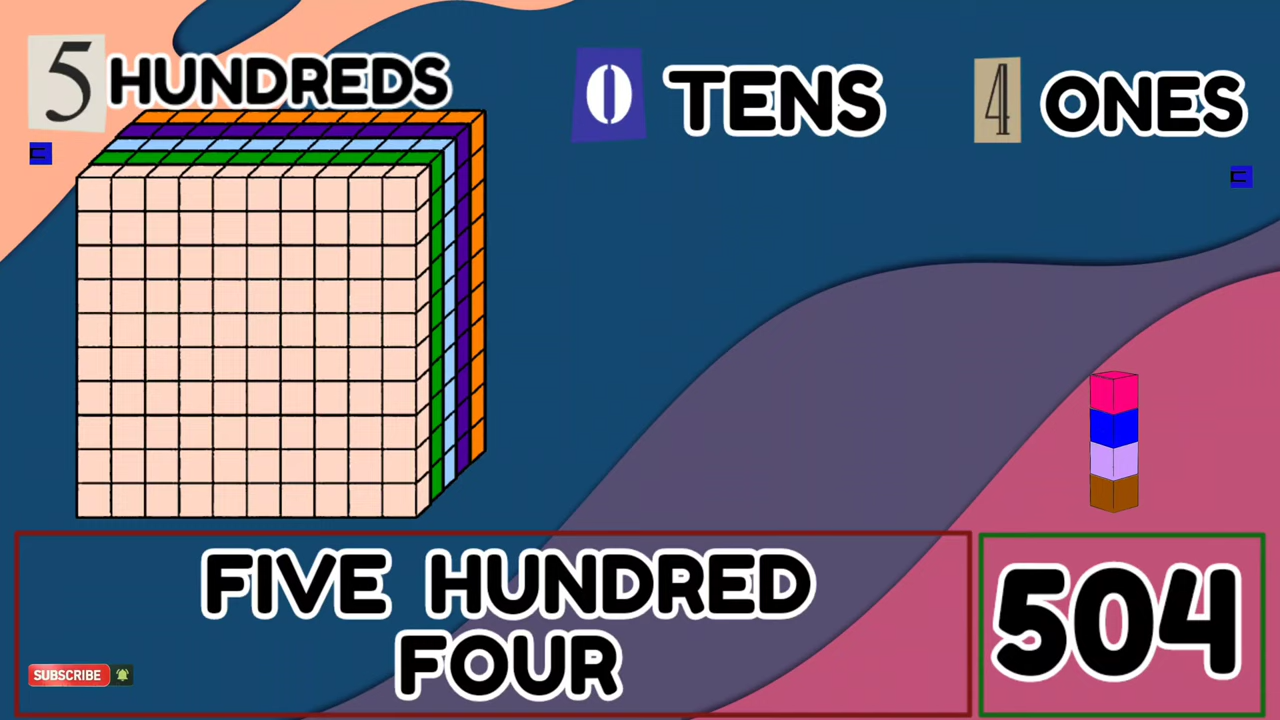 5 HUNDREDS 0 TENS 4 ONES
FIVE HUNDRED
FOUR
504
SUBSCRIBE